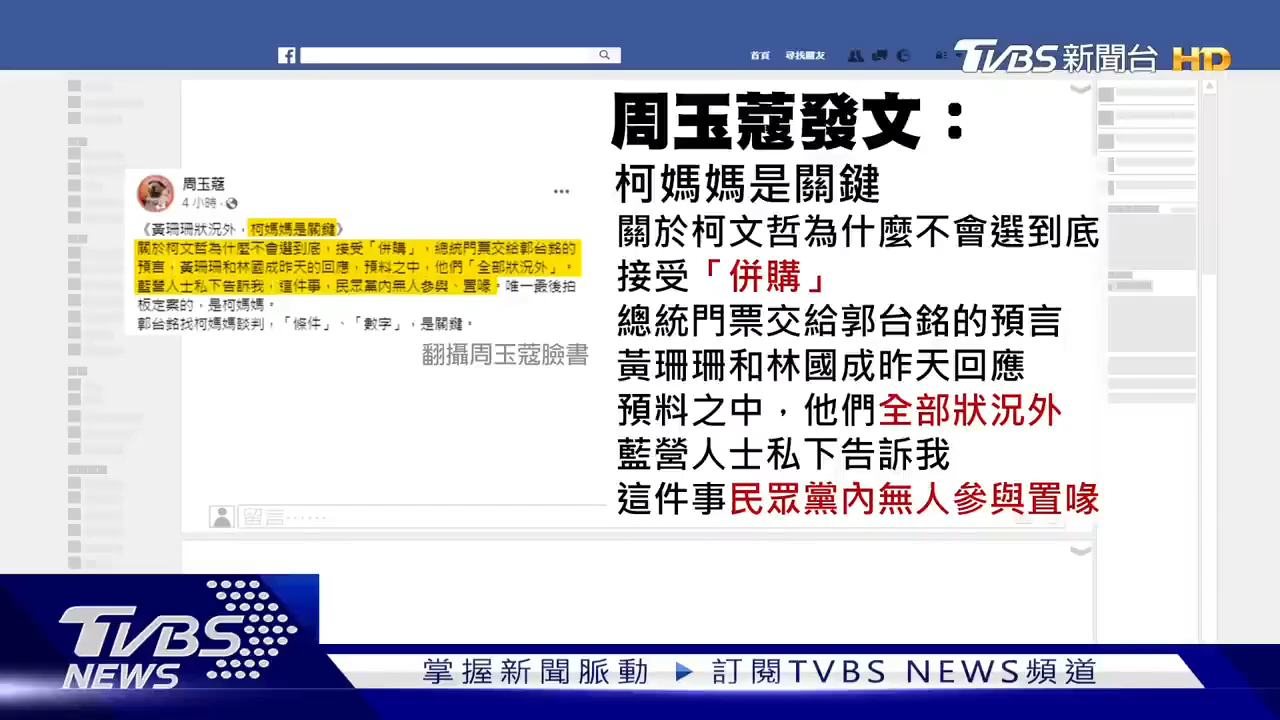 首頁 尋找朋友
TVBS新聞台 HD
周玉蔻發文：
柯媽媽是關鍵
關於柯文哲為什麼不會選到底
接受「併購」
總統門票交給郭台銘的預言
黃珊珊和林國成昨天回應
預料之中，他們全部狀況外
藍營人士私下告訴我
這件事民眾黨內無人參與置喙
周玉蔻
4 小時
《黃珊珊狀況外，柯媽媽是關鍵》
關於柯文哲為什麼不會選到底，接受「併購」，總統門票交給郭台銘的
預言，黃珊珊和林國成昨天的回應，預料之中，他們「全部狀況外」。
藍營人士私下告訴我，這件事，民眾黨內無人參與、置喙。唯一最後拍
板定案的，是柯媽媽。
郭台銘找柯媽媽談判，「條件」、「數字」，是關鍵。
翻攝周玉蔻臉書
留言……
TVBS
NEWS
掌握新聞脈動 ▶ 訂閱TVBS NEWS頻道